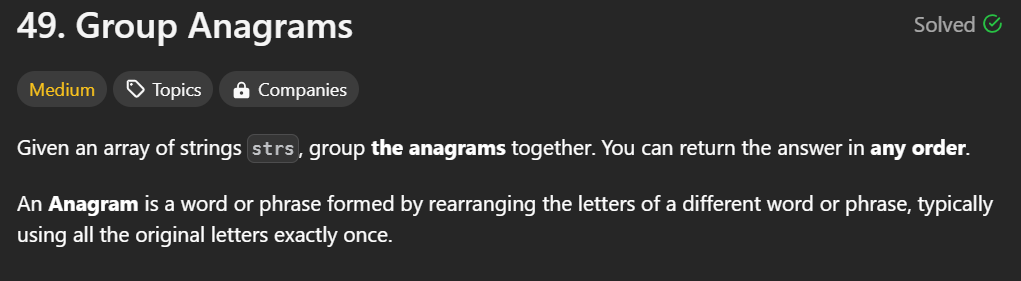 49. Group Anagrams
Solved
Medium
Topics
Companies
Given an array of strings strs, group the anagrams together. You can return the answer in any order.
An Anagram is a word or phrase formed by rearranging the letters of a different word or phrase, typically
using all the original letters exactly once.